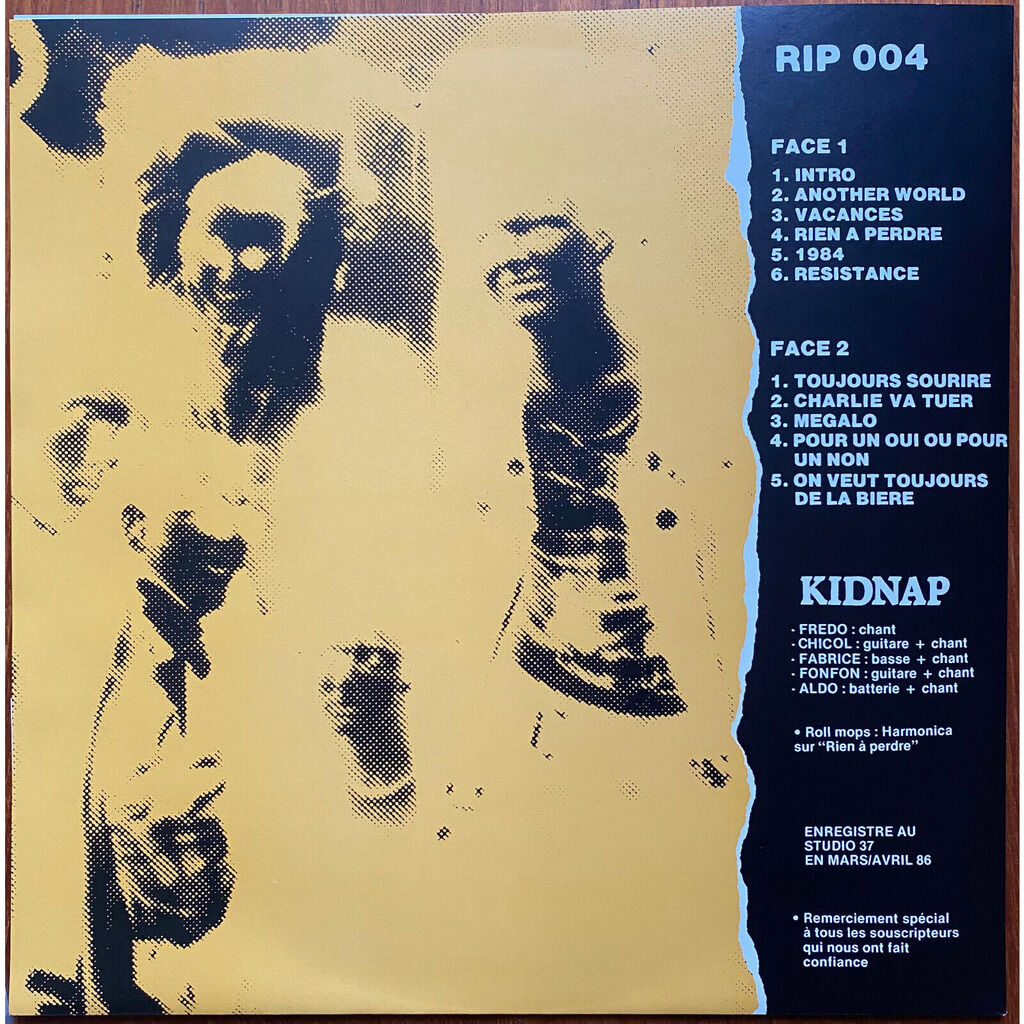 RIP 004
FACE 1
1. INTRO
2. ANOTHER WORLD
3. VACANCES
4. RIEN A PERDRE
5. 1984
6. RESISTANCE
FACE 2
1. TOUJOURS SOURIRE
2. CHARLIE VA TUER
3. MEGALO
4. POUR UN OUI OU POUR
UN NON
5. ON VEUT TOUJOURS
DE LA BIERE
KIDNAP
- FREDO : chant
- CHICOL : guitare + chant
- FABRICE : basse + chant
- FONFON : guitare + chant
- ALDO : batterie + chant
• Roll mops : Harmonica
sur "Rien à perdre"
ENREGISTRE AU
STUDIO 37
EN MARS/AVRIL 86
• Remerciement spécial
à tous les souscripteurs
qui nous ont fait
confiance